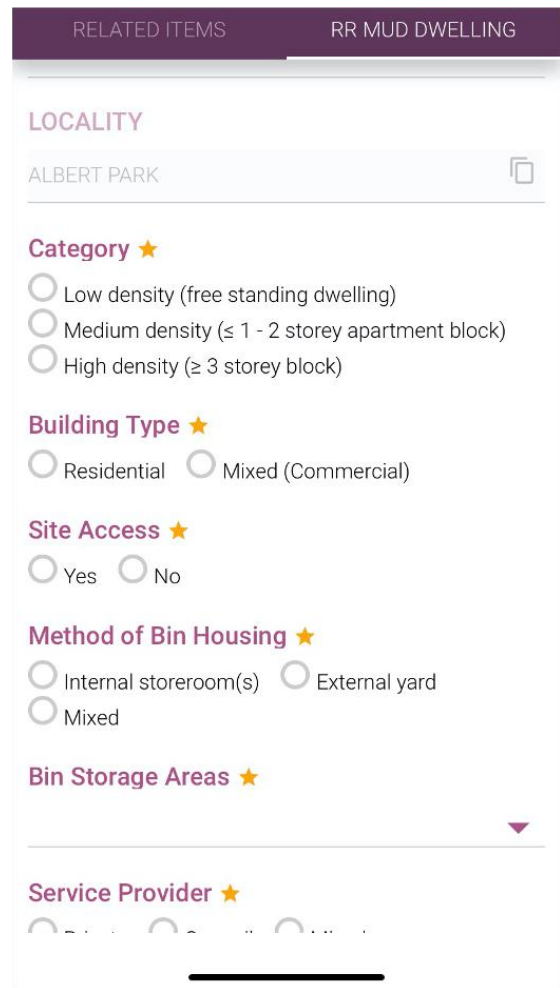 RELATED ITEMS RR MUD DWELLING
LOCALITY
ALBERT PARK
Category
Low density (free standing dwelling)
Medium density (≤ 1 - 2 storey apartment block)
High density (≥ 3 storey block)
Building Type
Residential Mixed (Commercial)
Site Access
Yes No
Method of Bin Housing
Internal storeroom(s) External yard
Mixed
Bin Storage Areas
Service Provider